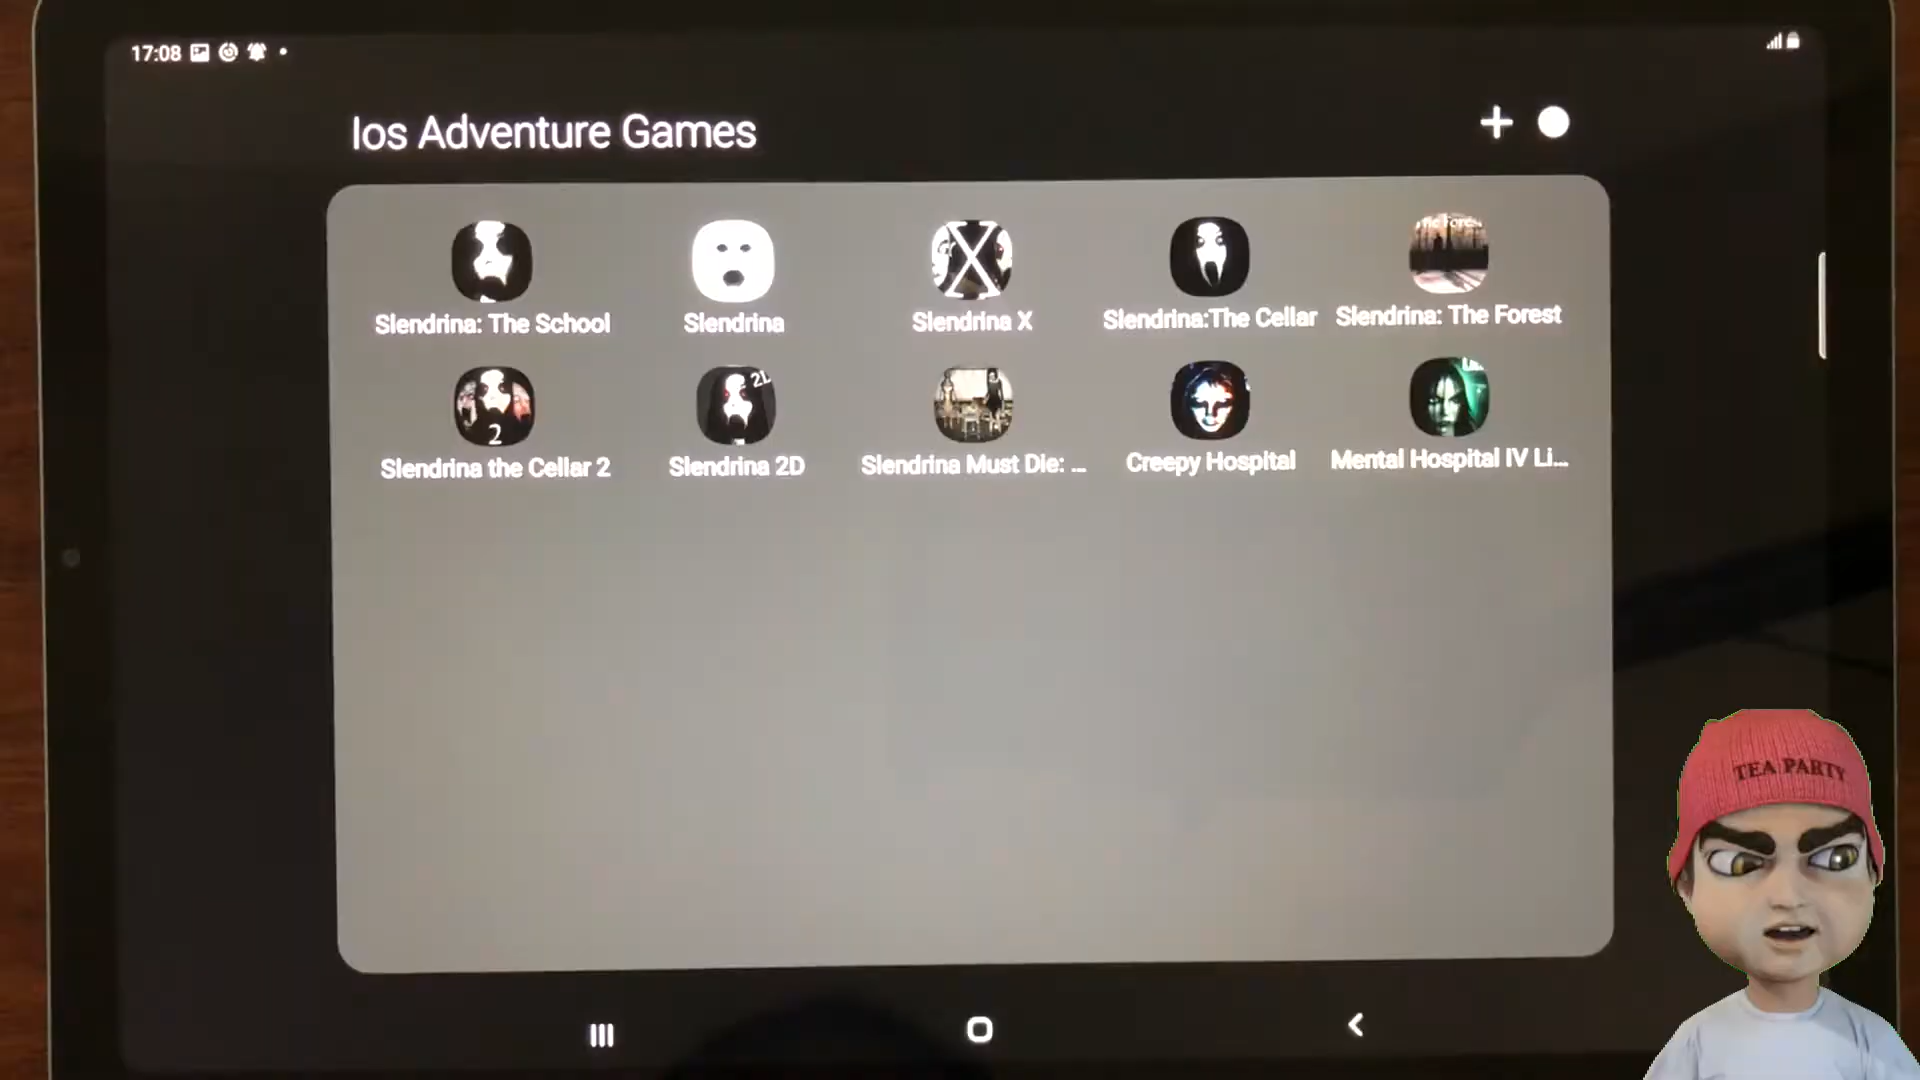 17:08
Ios Adventure Games
Slendrina: The School
Slendrina
Slendrina X
Slendrina:The Cellar
Slendrina: The Forest
2
2D
Slendrina the Cellar 2
Slendrina 2D
Slendrina Must Die: ...
Creepy Hospital
Mental Hospital IV Li...
TEA PARTY